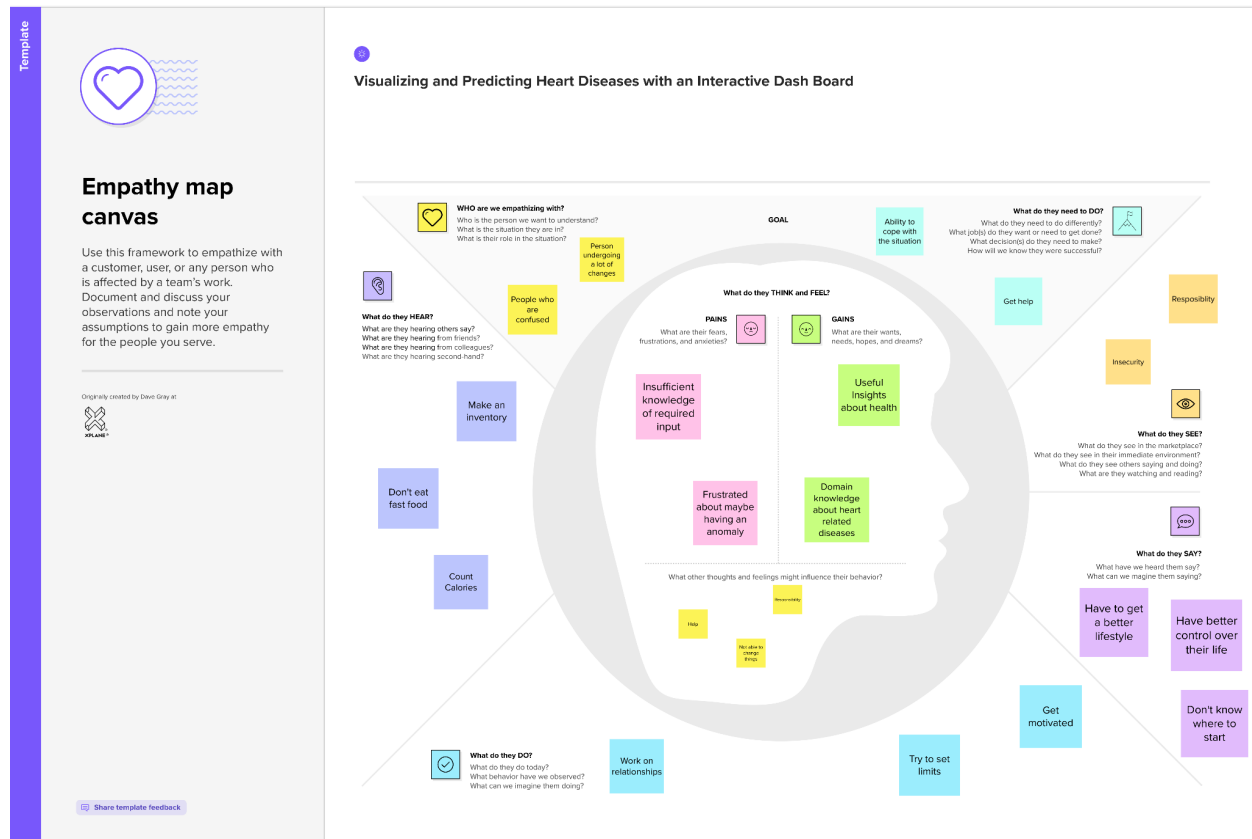 Template
Empathy map
canvas
Use this framework to empathize with
a customer, user, or any person who
is affected by a team's work.
Document and discuss your
observations and note your
assumptions to gain more empathy
for the people you serve.
Originally created by Dave Gray at
XPLANE
Share template feedback
Visualizing and Predicting Heart Diseases with an Interactive Dash Board
WHO are we empathizing with?
Who is the person we want to understand?
What is the situation they are in?
What is their role in the situation?
Person
undergoing
a lot of
changes
People who
are
confused
GOAL
Ability to
cope with
the situation
What do they need to DO?
What do they need to do differently?
What job(s) do they want or need to get done?
What decision(s) do they need to make?
How will we know they were successful?
Get help
Resposiblity
Insecurity
What do they HEAR?
What are they hearing others say?
What are they hearing from friends?
What are they hearing from colleagues?
What are they hearing second-hand?
Make an
inventory
Don't eat
fast food
Count
Calories
What do they THINK and FEEL?
PAINS
What are their fears,
frustrations, and anxieties?
GAINS
What are their wants,
needs, hopes, and dreams?
Insufficient
knowledge
of required
input
Useful
Insights
about health
Frustrated
about maybe
having an
anomaly
Domain
knowledge
about heart
related
diseases
What other thoughts and feelings might influence their behavior?
Help
Not able to
change
things
What do they SEE?
What do they see in the marketplace?
What do they see in their immediate environment?
What do they see others saying and doing?
What are they watching and reading?
What do they SAY?
What have we heard them say?
What can we imagine them saying?
Have to get
a better
lifestyle
Have better
control over
their life
Don't know
where to
start
What do they DO?
What do they do today?
What behavior have we observed?
What can we imagine them doing?
Work on
relationships
Try to set
limits
Get
motivated